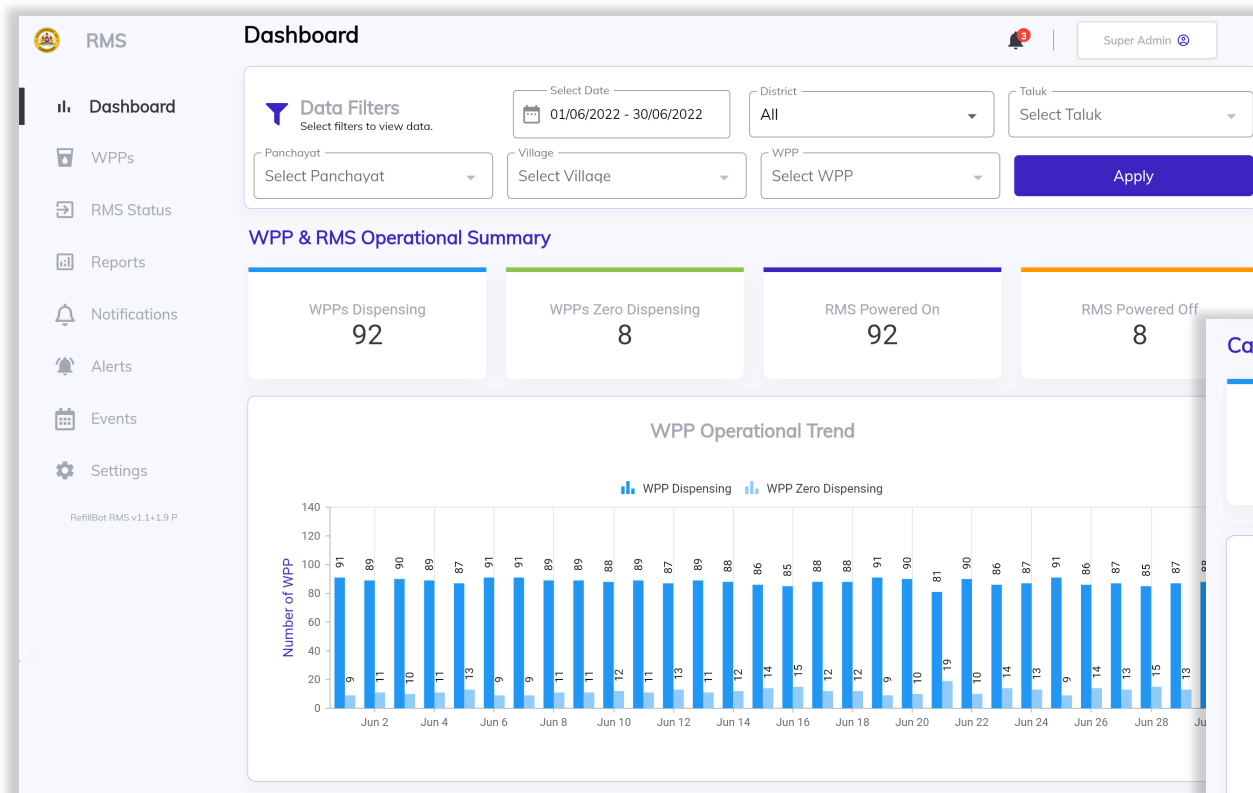 RMS
Dashboard
3
Super Admin
Dashboard
WPPs
RMS Status
Reports
Notifications
Alerts
Events
Settings
RefillBot RMS v1.1+1.9 P
Data Filters
Select filters to view data.
Select Date
01/06/2022 - 30/06/2022
District
All
Taluk
Select Taluk
Panchayat
Select Panchayat
Village
Select Village
WPP
Select WPP
Apply
WPP & RMS Operational Summary
WPPs Dispensing
92
WPPs Zero Dispensing
8
RMS Powered On
92
RMS Powered Off
8
Ca
WPP Operational Trend
WPP Dispensing WPP Zero Dispensing
Number of WPP
140
120
100
80
60
40
20
0
91 89 90 89 87 91 91 89 89 88 89 87 89 88 86 85 88 88 91 90 81 90 86 87 91 86 87 85 87
9 11 10 11 13 9 9 11 11 12 11 13 11 12 14 15 12 12 9 10 19 10 14 13 9 14 13 15 13
Jun 2 Jun 4 Jun 6 Jun 8 Jun 10 Jun 12 Jun 14 Jun 16 Jun 18 Jun 20 Jun 22 Jun 24 Jun 26 Jun 28 Ju